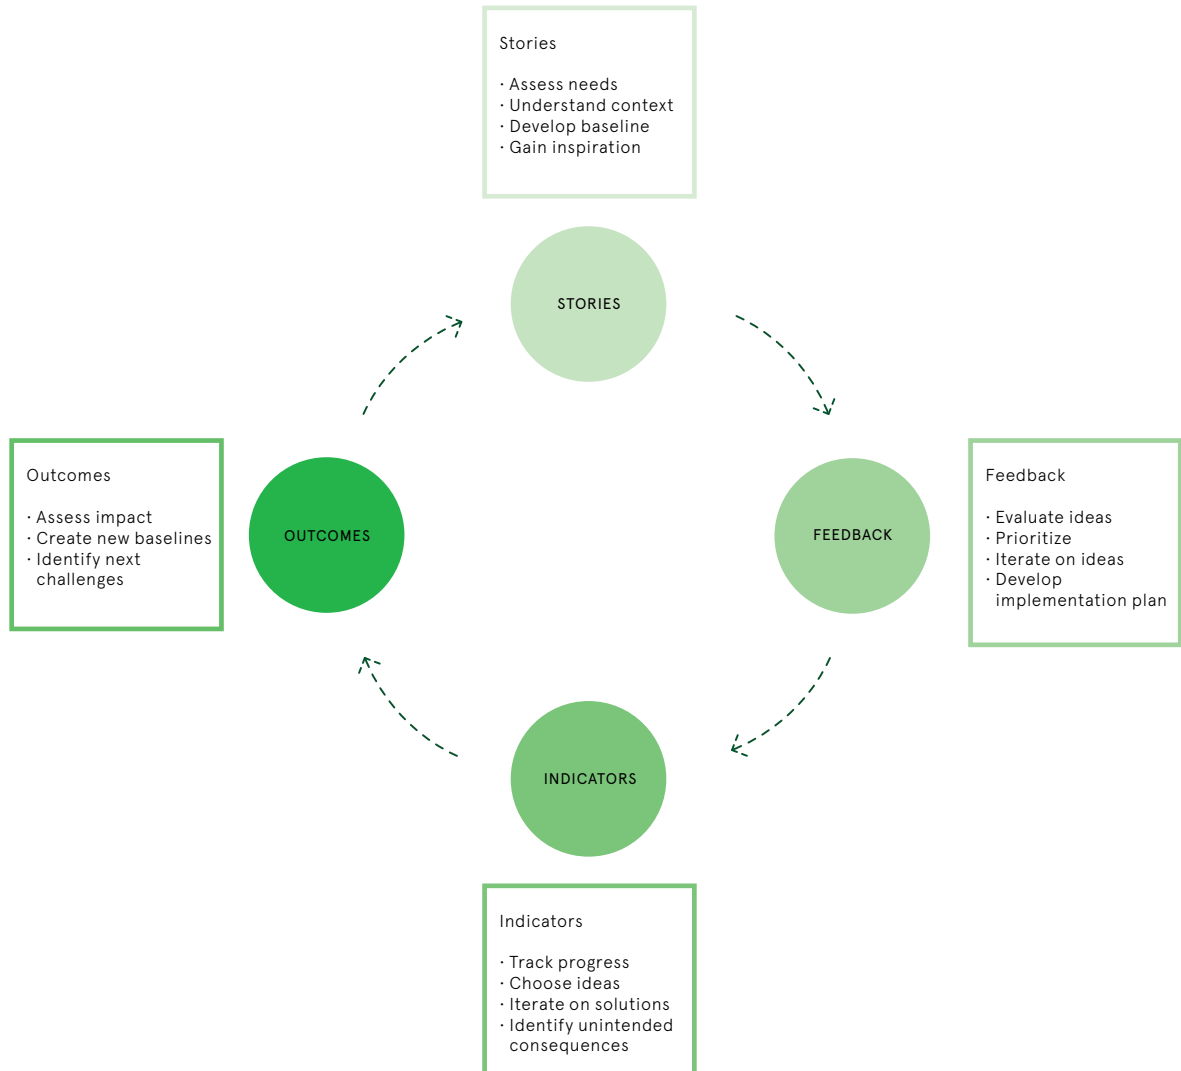 Stories
· Assess needs
· Understand context
· Develop baseline
· Gain inspiration
STORIES
Outcomes
· Assess impact
· Create new baselines
· Identify next
challenges
OUTCOMES
FEEDBACK
Feedback
· Evaluate ideas
· Prioritize
· Iterate on ideas
· Develop
implementation plan
INDICATORS
Indicators
· Track progress
· Choose ideas
· Iterate on solutions
· Identify unintended
consequences